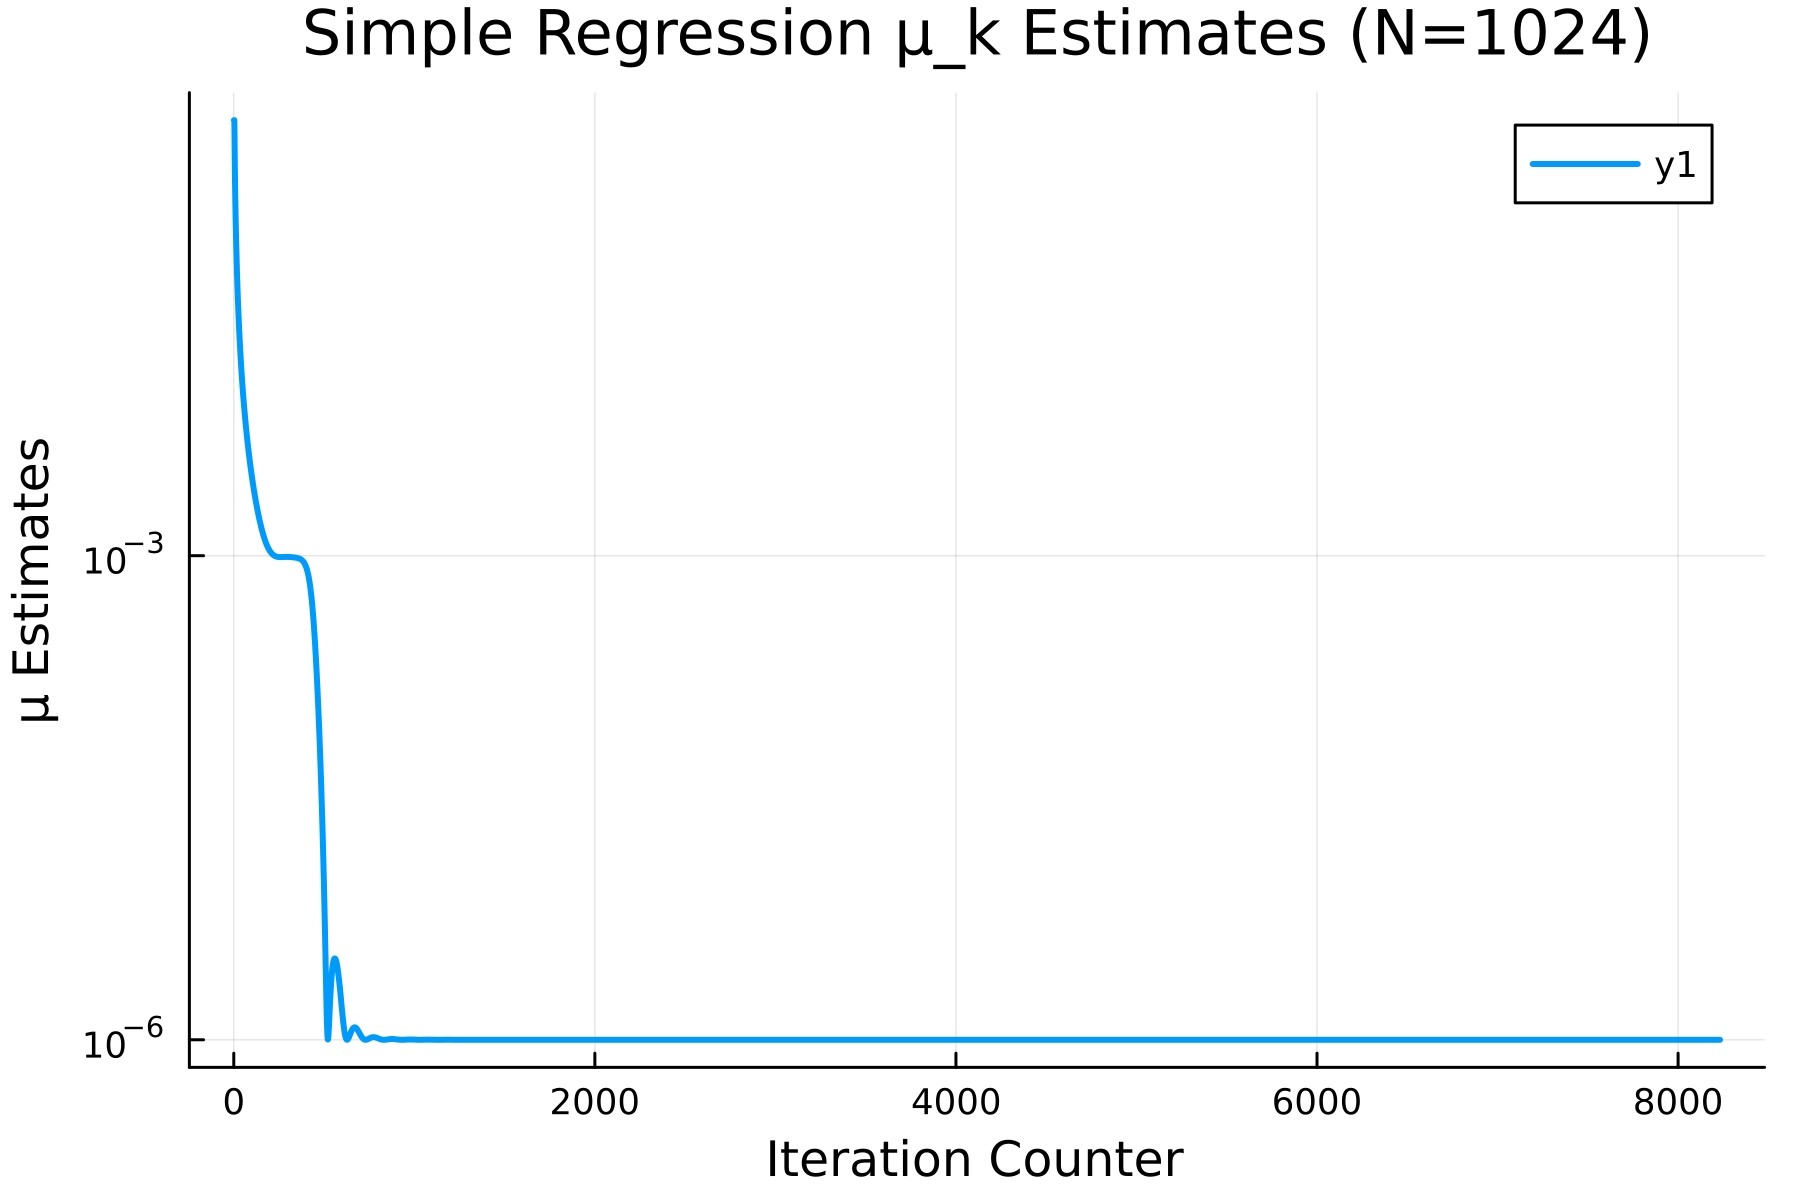 Simple Regression μ_k Estimates (N=1024)
y1
μ Estimates
10⁻³
10⁻⁶
0 2000 4000 6000 8000
Iteration Counter